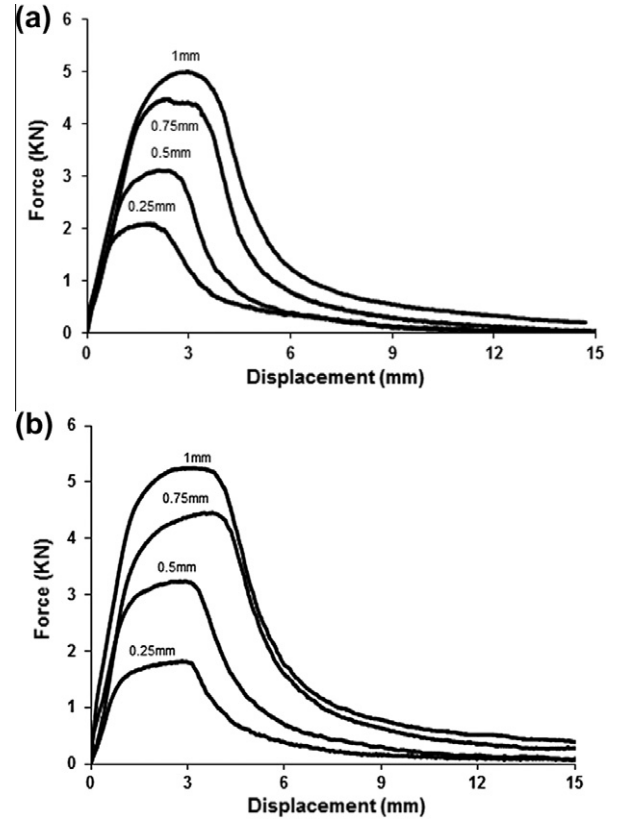 (a)
6
5
4
3
2
1
0
Force (KN)
1mm
0.75mm
0.5mm
0.25mm
0 3 6 9 12 15
Displacement (mm)
(b)
6
5
4
3
2
1
0
Force (KN)
1mm
0.75mm
0.5mm
0.25mm
0 3 6 9 12 15
Displacement (mm)